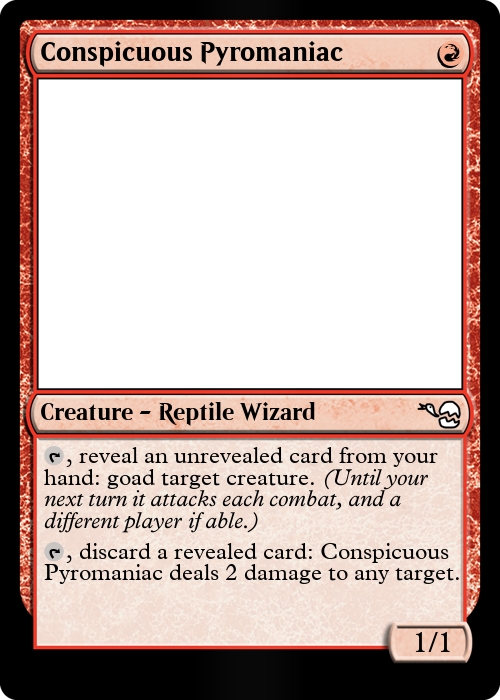 Conspicuous Pyromaniac
Creature – Reptile Wizard
, reveal an unrevealed card from your
hand: goad target creature. (Until your
next turn it attacks each combat, and a
different player if able.)
, discard a revealed card: Conspicuous
Pyromaniac deals 2 damage to any target.
1/1